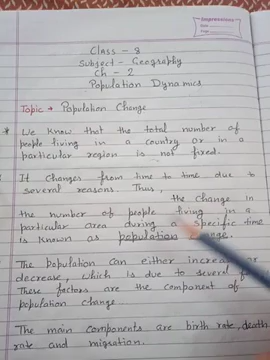 Impressions
Class - 8
Subject - Geography
Ch - 2
Population Dynamics
Topic → Population Change
* We know that the total number of
people living in a country or in a
particular region is not fixed.
It changes from time to time due to
several reasons. Thus,
the change in
the number of people living in a
particular area during a specific time
is known as population change.
The population can either increase or
decrease, which is due to several
These factors are the component of
population change.
The main components are birth rate, death
rate and migration.